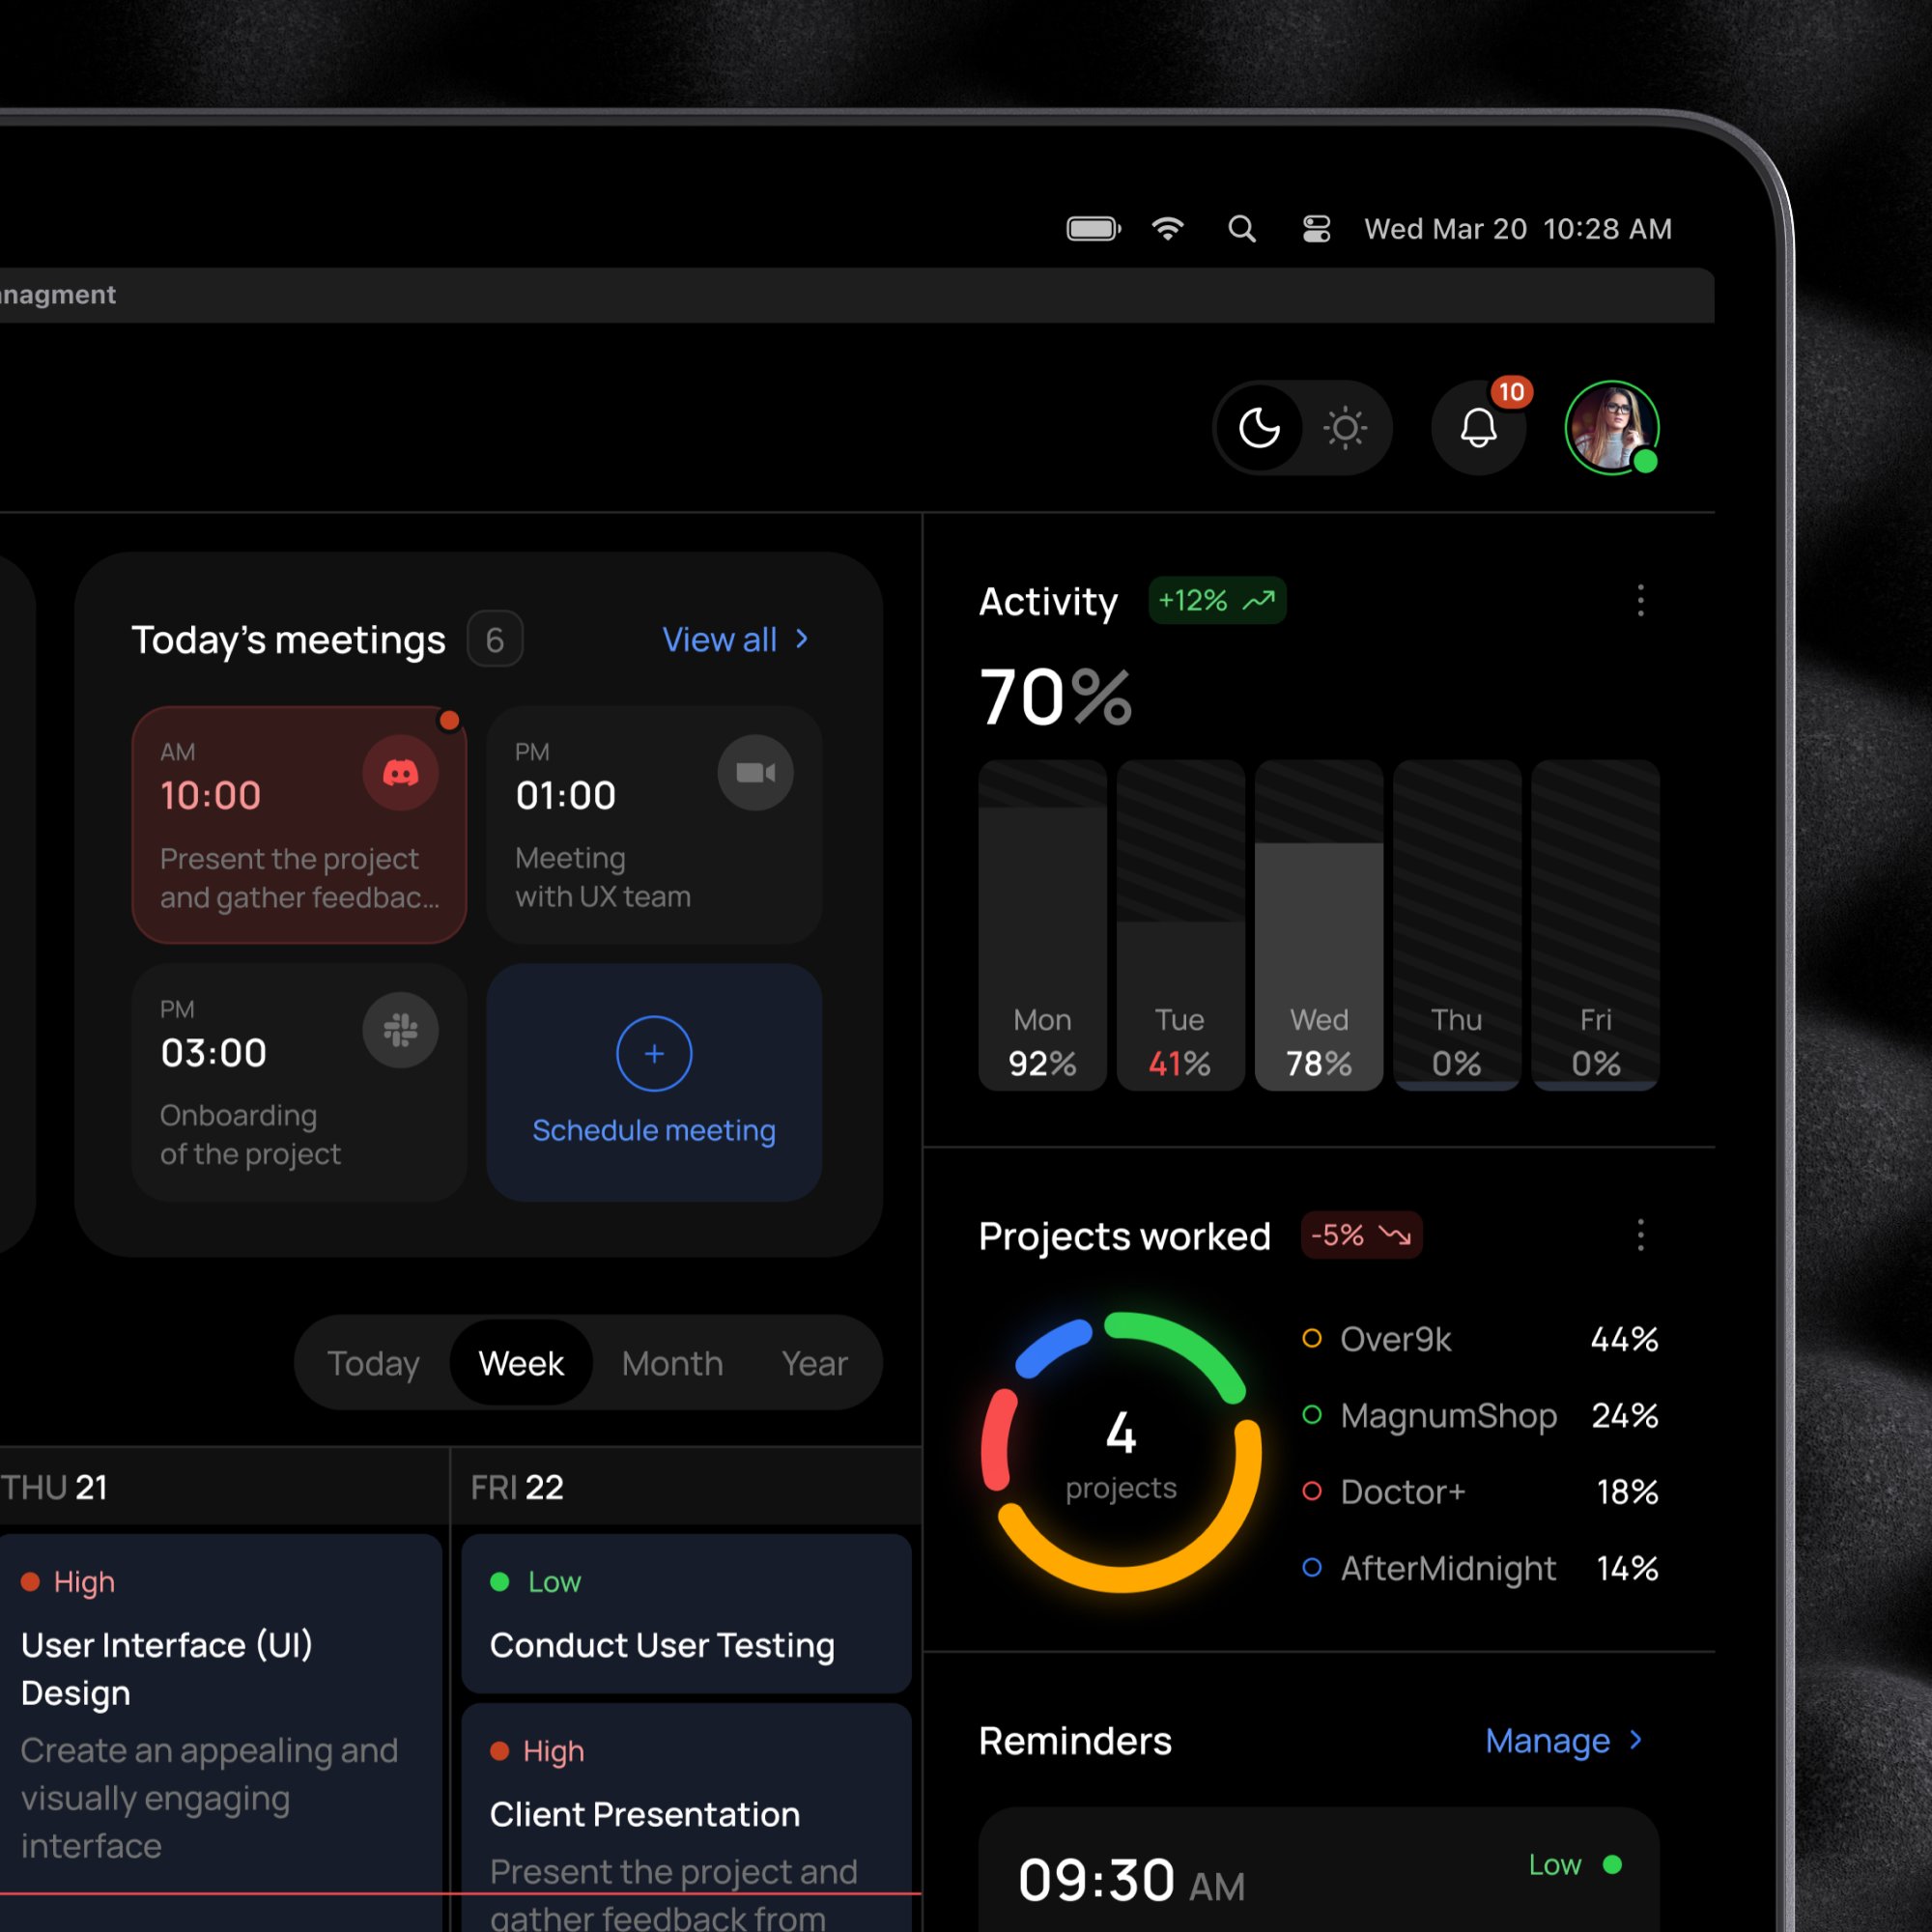 Wed Mar 20 10:28 AM
nagment
10
Today's meetings 6 View all
AM
10:00
Present the project
and gather feedbac...
PM
01:00
Meeting
with UX team
PM
03:00
Onboarding
of the project
+
Schedule meeting
Today Week Month Year
THU 21
High
User Interface (UI)
Design
Create an appealing and
visually engaging
interface
FRI 22
Low
Conduct User Testing
High
Client Presentation
Present the project and
gather feedback from
Activity +12%
70%
Mon
92%
Tue
41%
Wed
78%
Thu
0%
Fri
0%
Projects worked -5%
4
projects
Over9k 44%
MagnumShop 24%
Doctor+ 18%
AfterMidnight 14%
Reminders Manage
09:30 AM Low